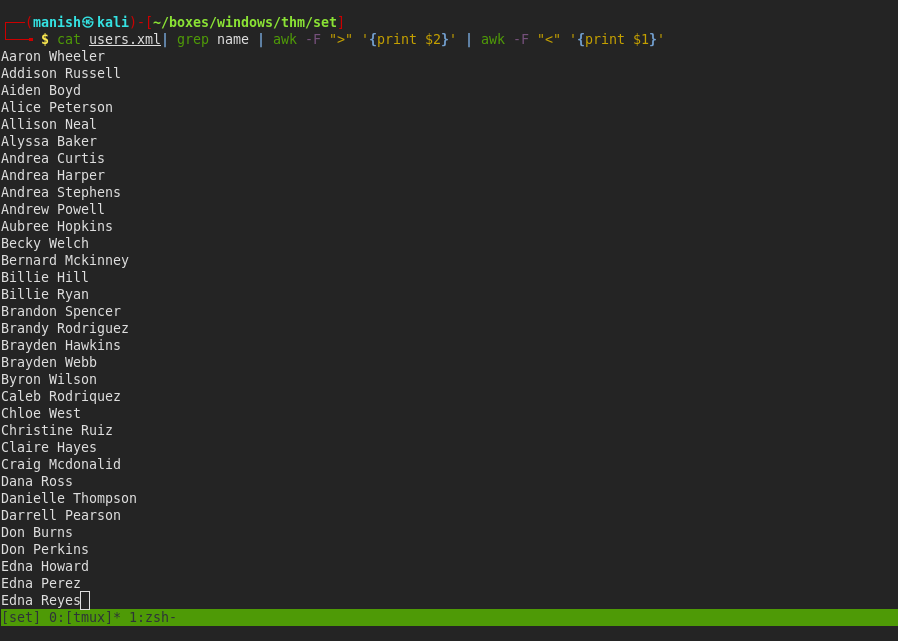 ┌──(manish㉿kali)-[~/boxes/windows/thm/set]
└──╼ $ cat users.xml| grep name | awk -F ">" '{print $2}' | awk -F "<" '{print $1}'
Aaron Wheeler
Addison Russell
Aiden Boyd
Alice Peterson
Allison Neal
Alyssa Baker
Andrea Curtis
Andrea Harper
Andrea Stephens
Andrew Powell
Aubree Hopkins
Becky Welch
Bernard Mckinney
Billie Hill
Billie Ryan
Brandon Spencer
Brandy Rodriguez
Brayden Hawkins
Brayden Webb
Byron Wilson
Caleb Rodriquez
Chloe West
Christine Ruiz
Claire Hayes
Craig Mcdonalid
Dana Ross
Danielle Thompson
Darrell Pearson
Don Burns
Don Perkins
Edna Howard
Edna Perez
Edna Reyes
[set] 0:[tmux]* 1:zsh-